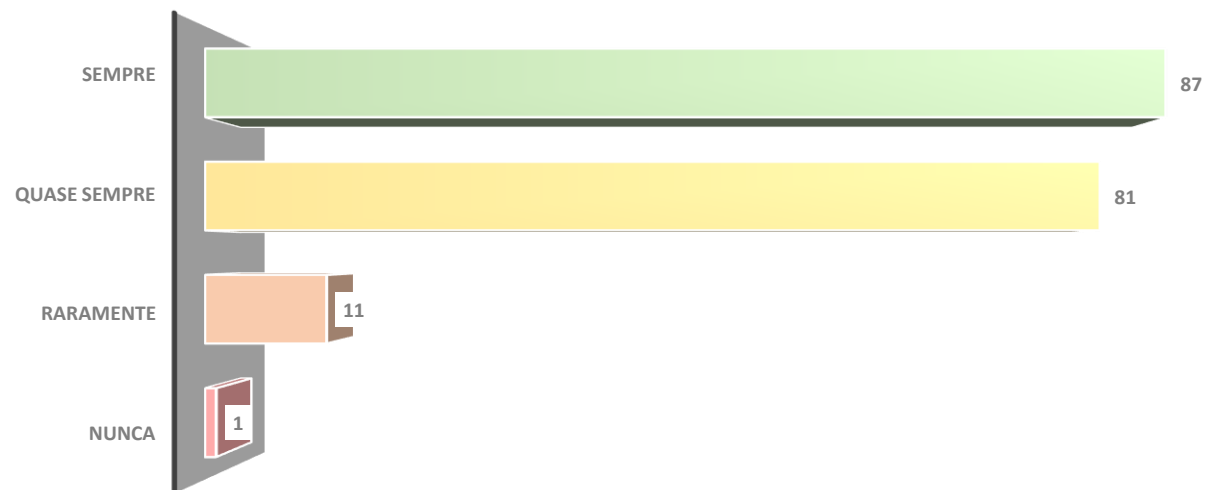 SEMPRE 87
QUASE SEMPRE 81
RARAMENTE 11
NUNCA 1